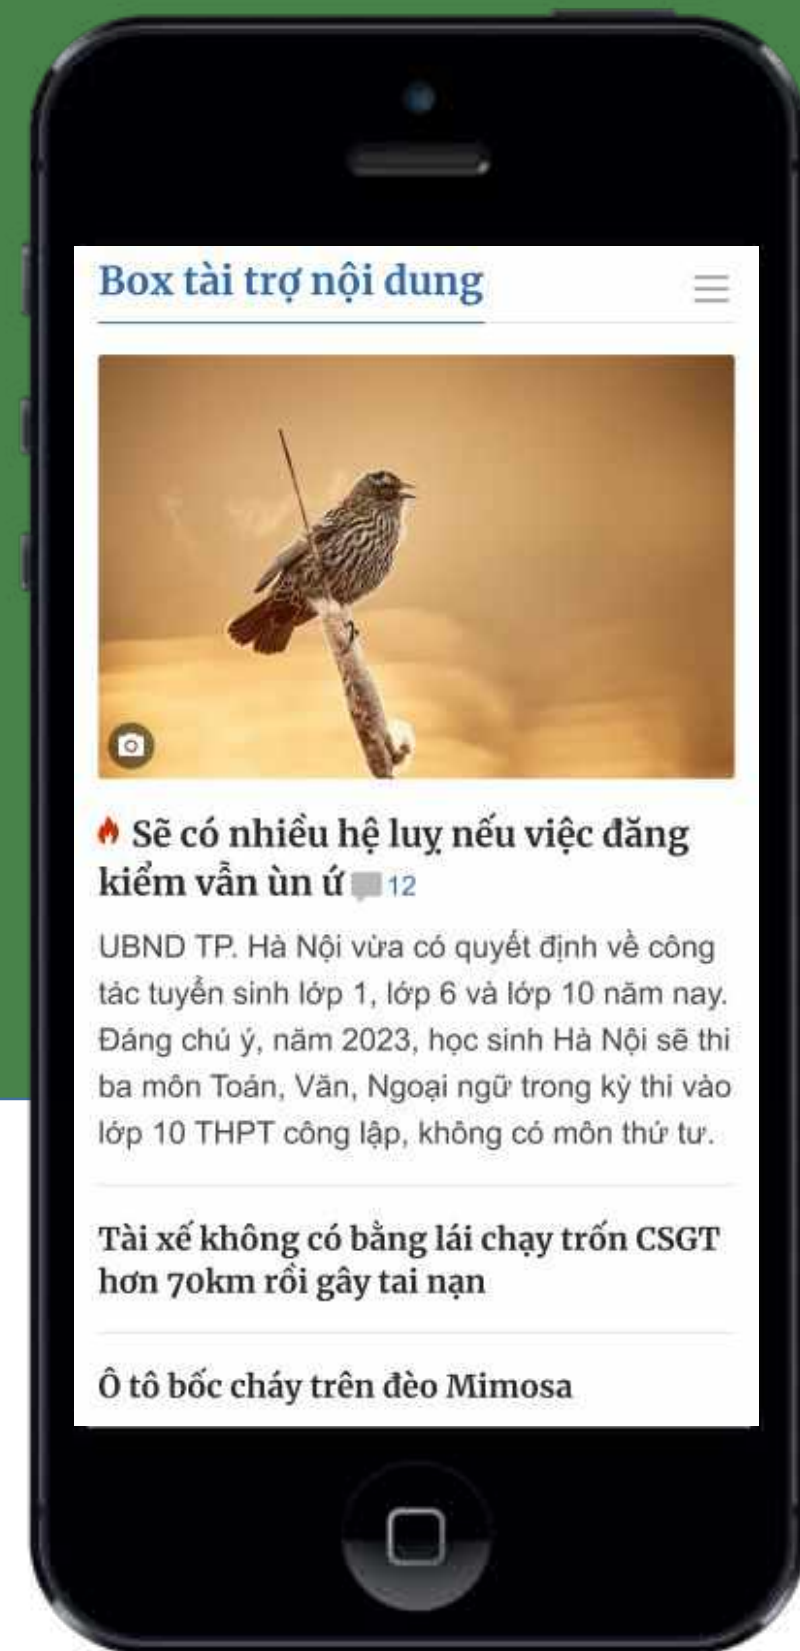 Box tài trợ nội dung
Sẽ có nhiều hệ luỵ nếu việc đăng
kiểm vẫn ùn ứ 12
UBND TP. Hà Nội vừa có quyết định về công
tác tuyển sinh lớp 1, lớp 6 và lớp 10 năm nay.
Đáng chú ý, năm 2023, học sinh Hà Nội sẽ thi
ba môn Toán, Văn, Ngoại ngữ trong kỳ thi vào
lớp 10 THPT công lập, không có môn thứ tư.
Tài xế không có bằng lái chạy trốn CSGT
hơn 70km rồi gây tai nạn
Ô tô bốc cháy trên đèo Mimosa